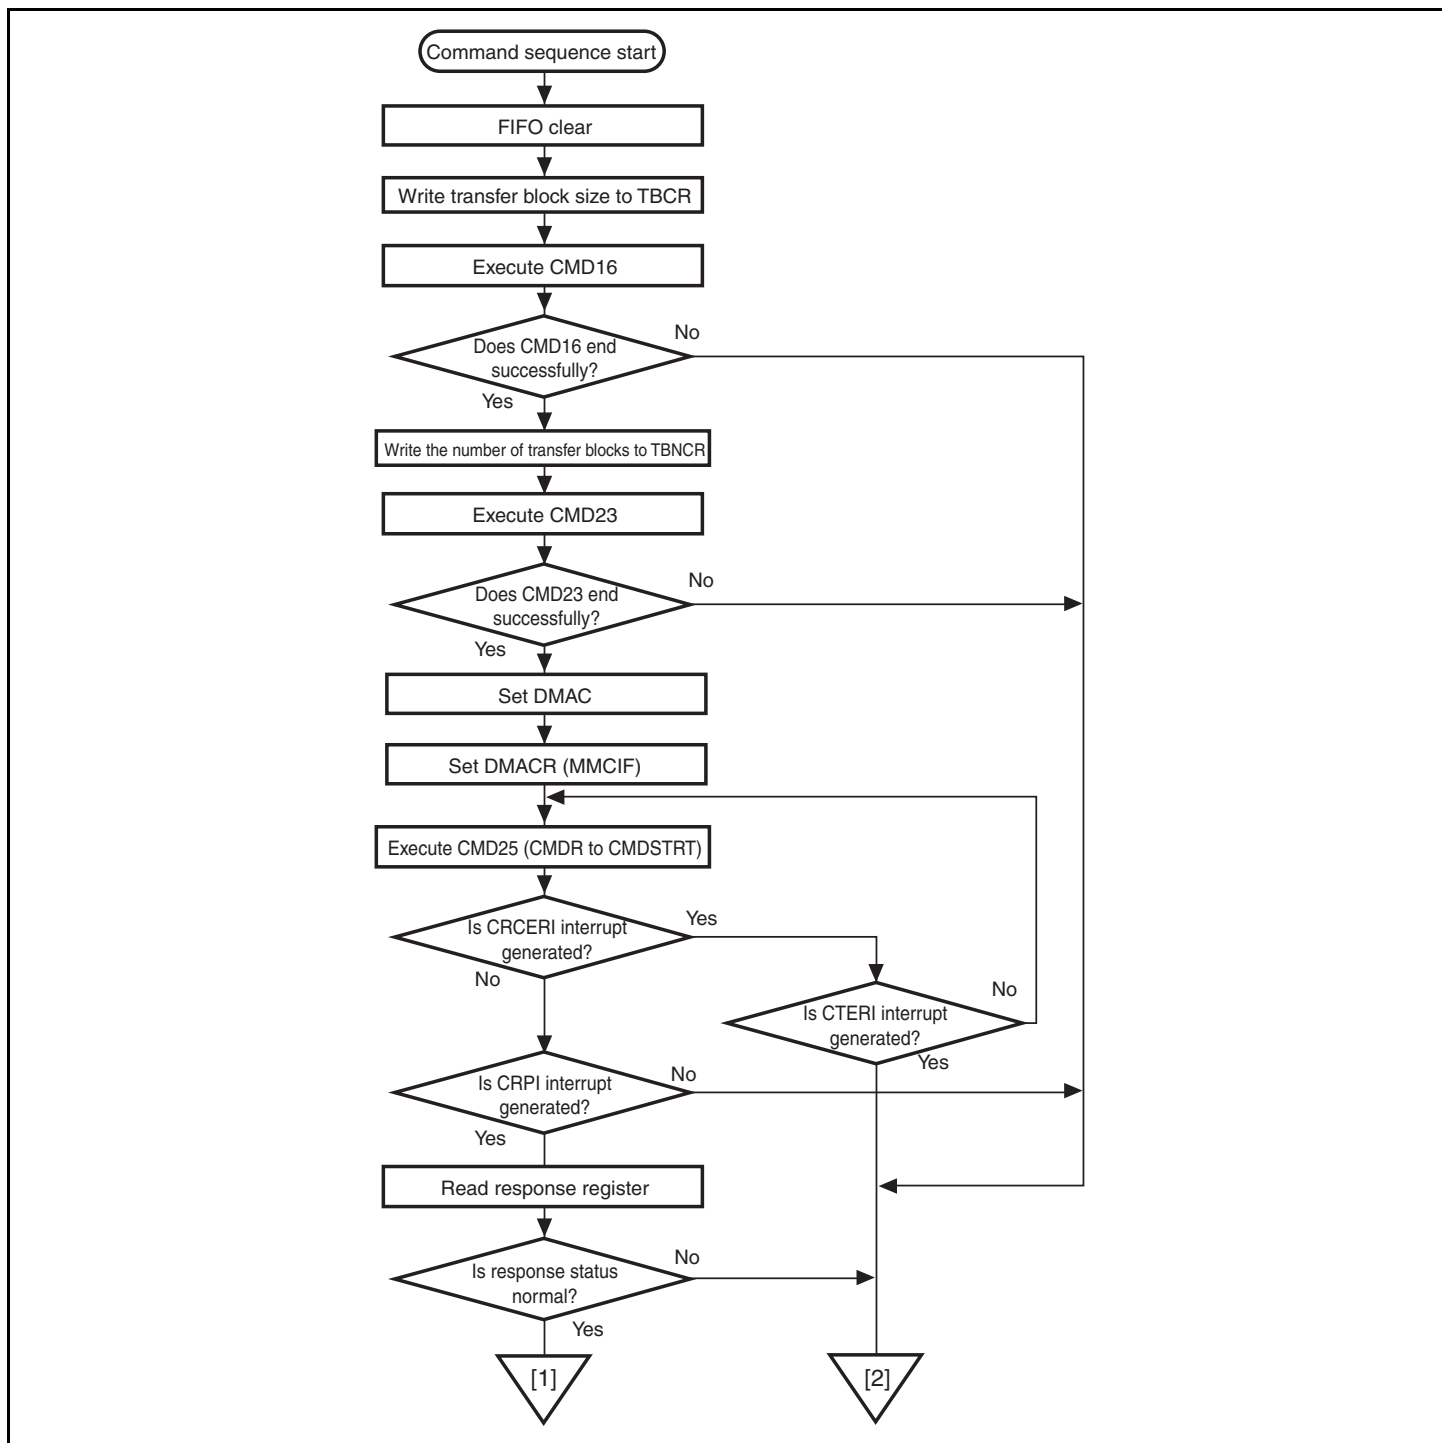 Command sequence start
FIFO clear
Write transfer block size to TBCR
Execute CMD16
No
Does CMD16 end
successfully?
Yes
Write the number of transfer blocks to TBNCR
Execute CMD23
No
Does CMD23 end
successfully?
Yes
Set DMAC
Set DMACR (MMCIF)
Execute CMD25 (CMDR to CMDSTRT)
Is CRCERI interrupt
generated?
Yes
No
No
Is CTERI interrupt
generated?
Yes
Is CRPI interrupt
generated?
No
Yes
Read response register
No
Is response status
normal?
Yes
[1]
[2]